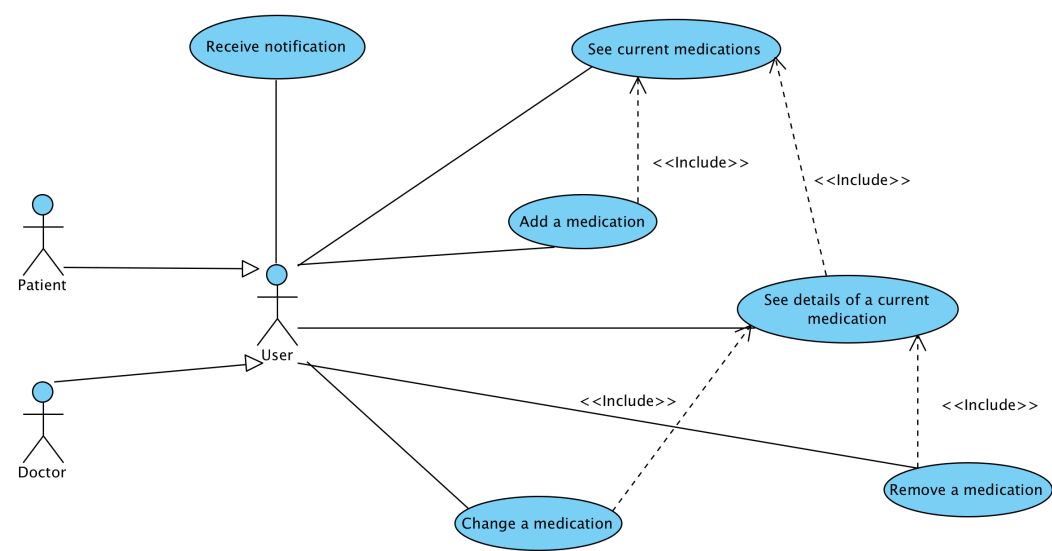 Receive notification
See current medications
<<Include>>
<<Include>>
Add a medication
Patient
See details of a current
medication
User
<<Include>>
<<Include>>
Doctor
Remove a medication
Change a medication